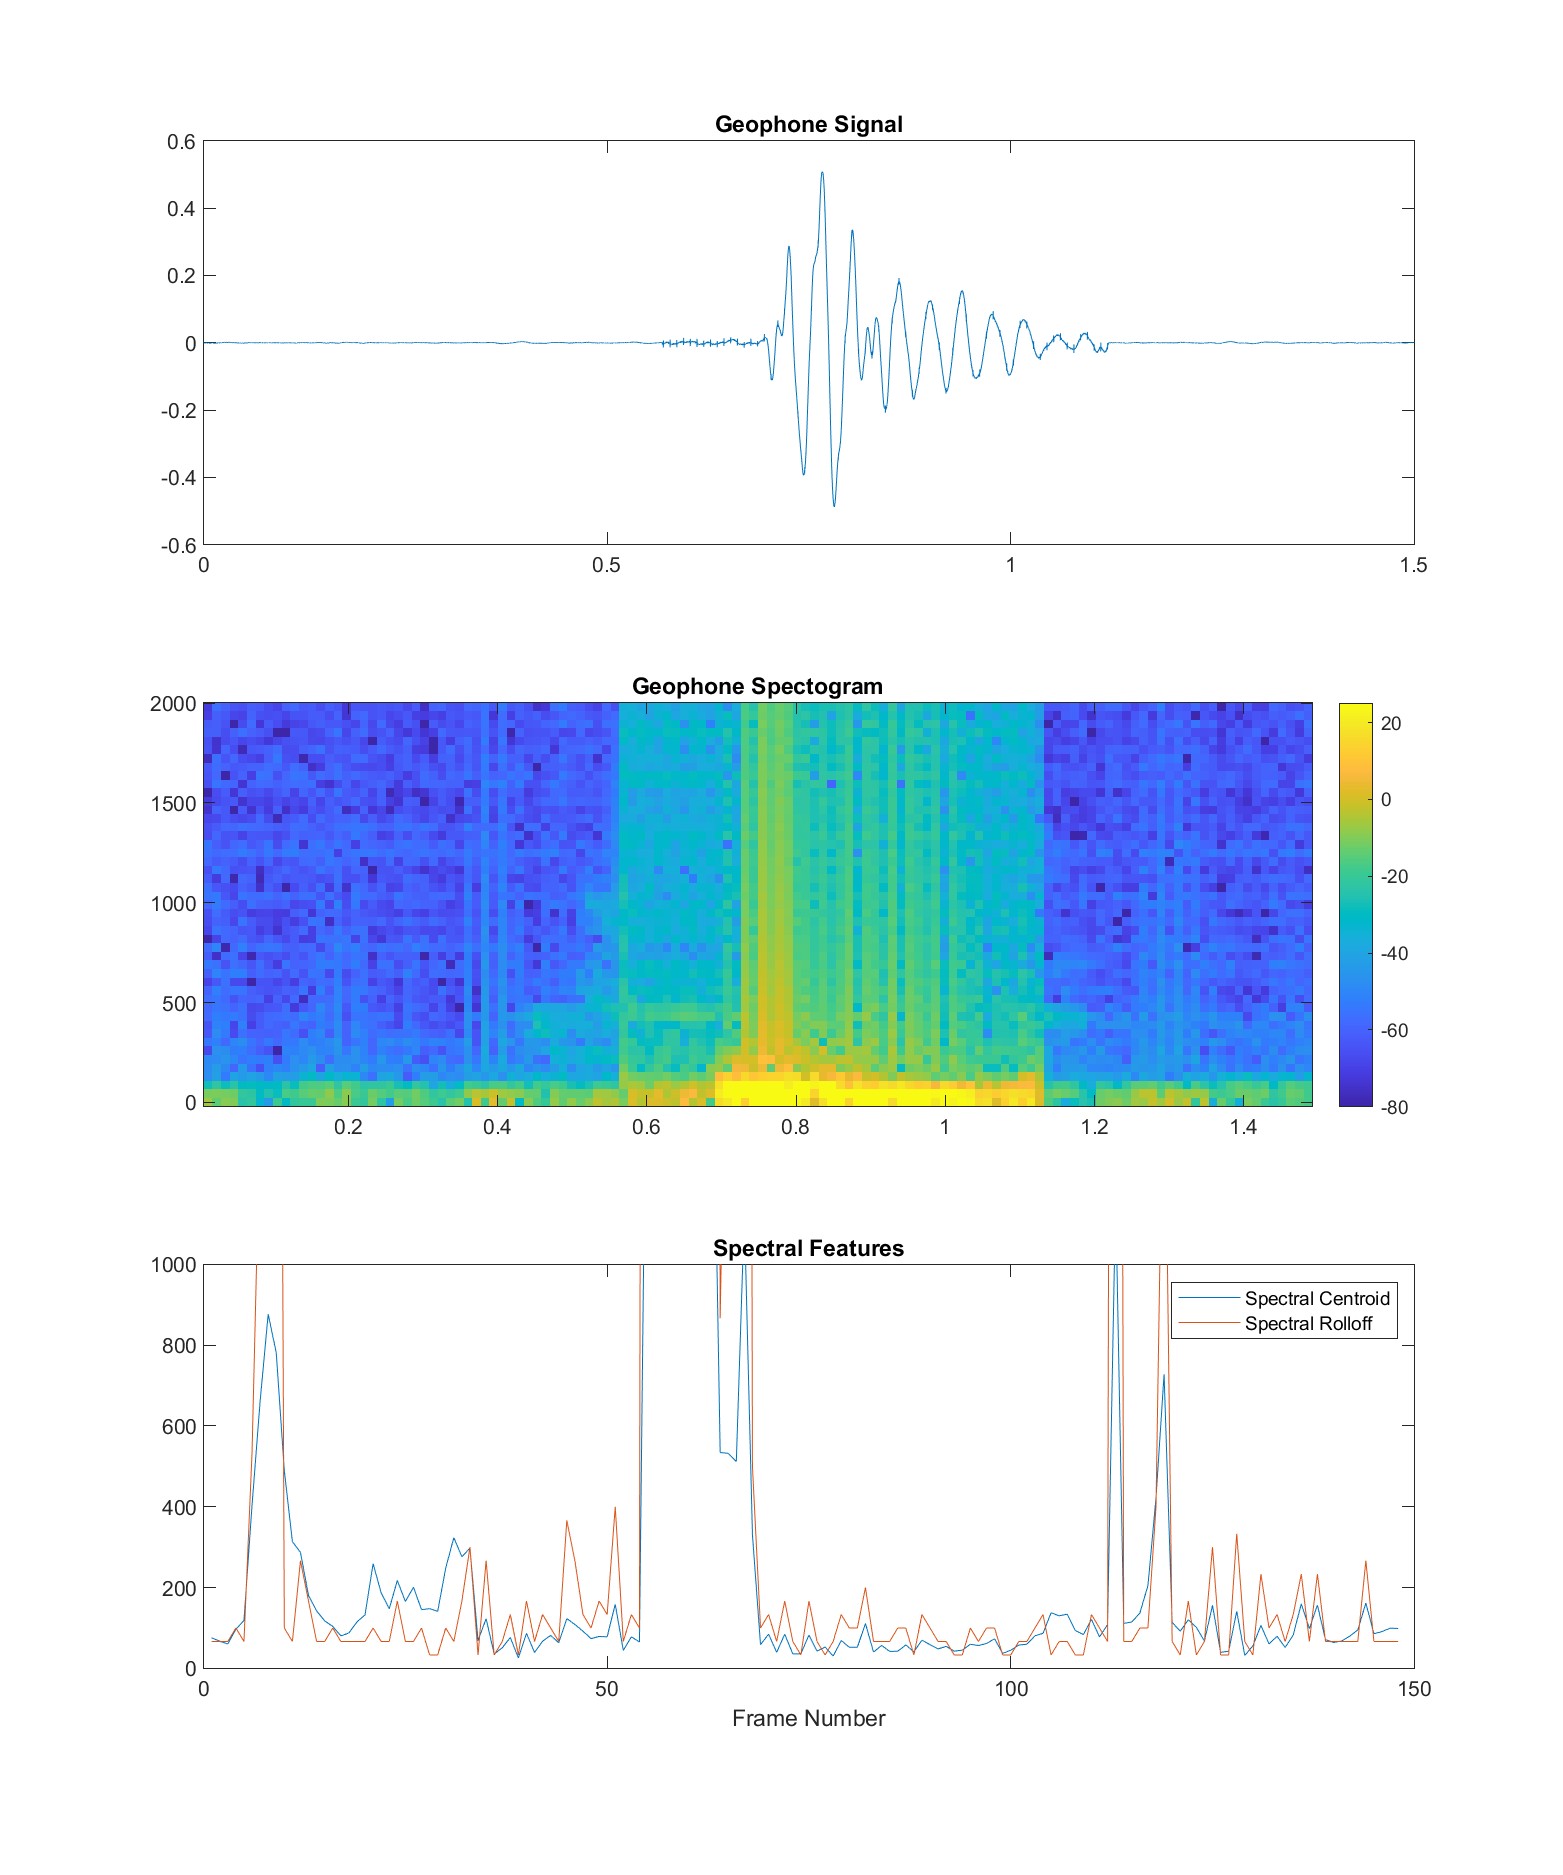 Geophone Signal
0.6
0.4
0.2
0
-0.2
-0.4
-0.6
0 0.5 1 1.5
Geophone Spectogram
2000
1500
1000
500
0
20
0
-20
-40
-60
-80
0.2 0.4 0.6 0.8 1 1.2 1.4
Spectral Features
1000
800
600
400
200
0
Spectral Centroid
Spectral Rolloff
0 50 100 150
Frame Number